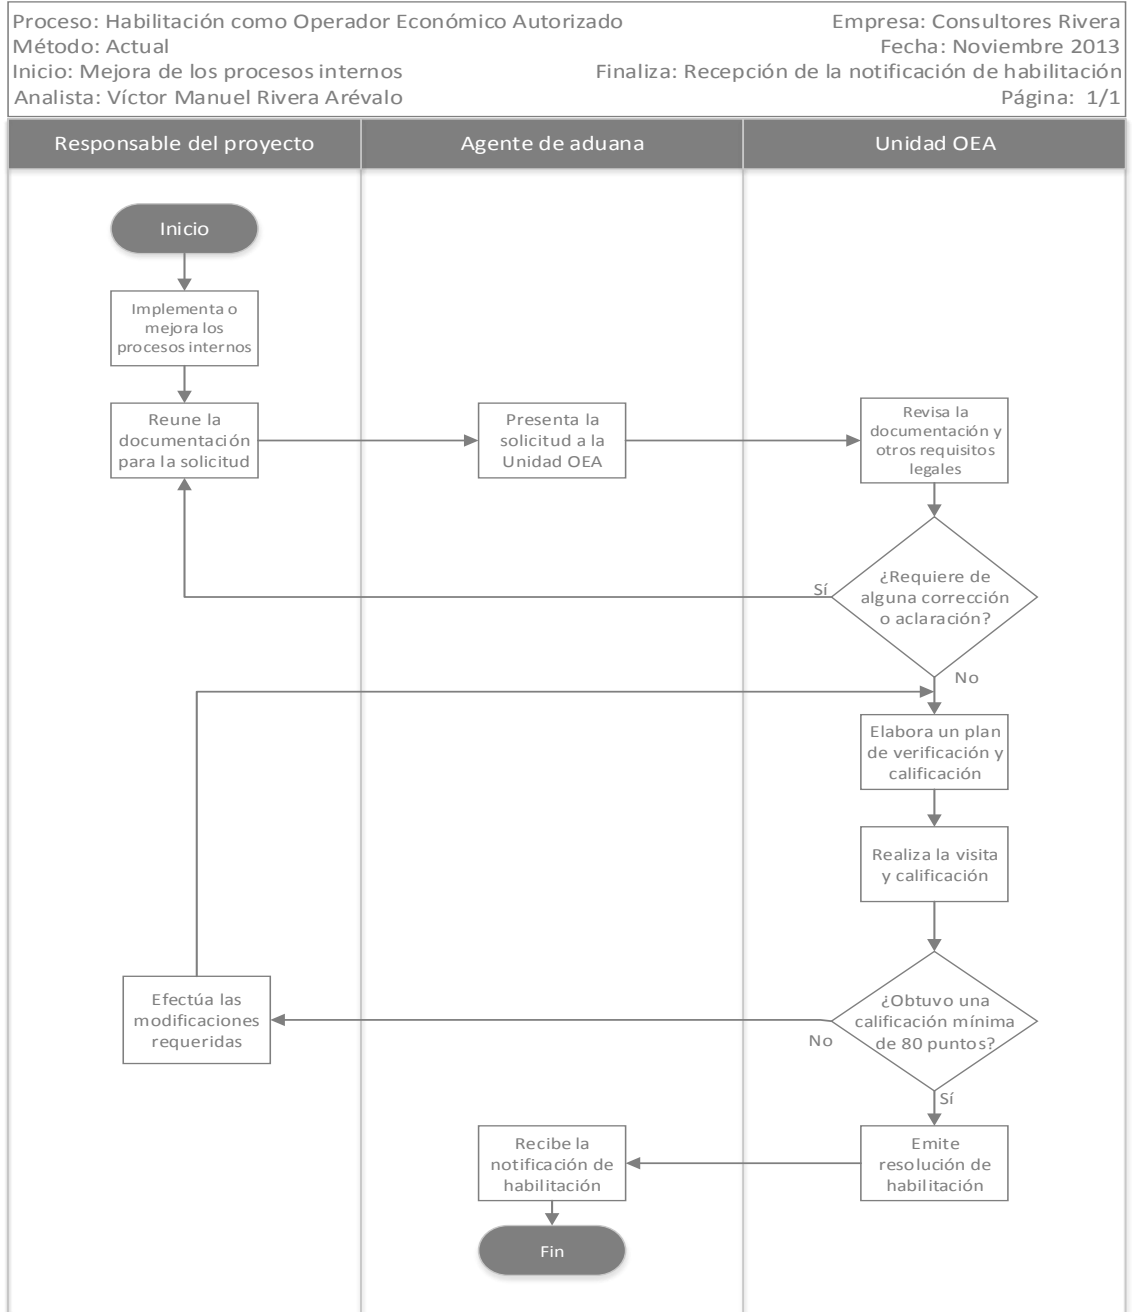 Proceso: Habilitación como Operador Económico Autorizado
Empresa: Consultores Rivera
Método: Actual
Fecha: Noviembre 2013
Inicio: Mejora de los procesos internos
Finaliza: Recepción de la notificación de habilitación
Analista: Víctor Manuel Rivera Arévalo
Página: 1/1
Responsable del proyecto
Agente de aduana
Unidad OEA
Inicio
Implementa o
mejora los
procesos internos
Reune la
documentación
para la solicitud
Presenta la
solicitud a la
Unidad OEA
Revisa la
documentación y
otros requisitos
legales
¿Requiere de
alguna corrección
o aclaración?
Sí
No
Elabora un plan
de verificación y
calificación
Realiza la visita
y calificación
¿Obtuvo una
calificación mínima
de 80 puntos?
No
Efectúa las
modificaciones
requeridas
Sí
Emite
resolución de
habilitación
Recibe la
notificación de
habilitación
Fin